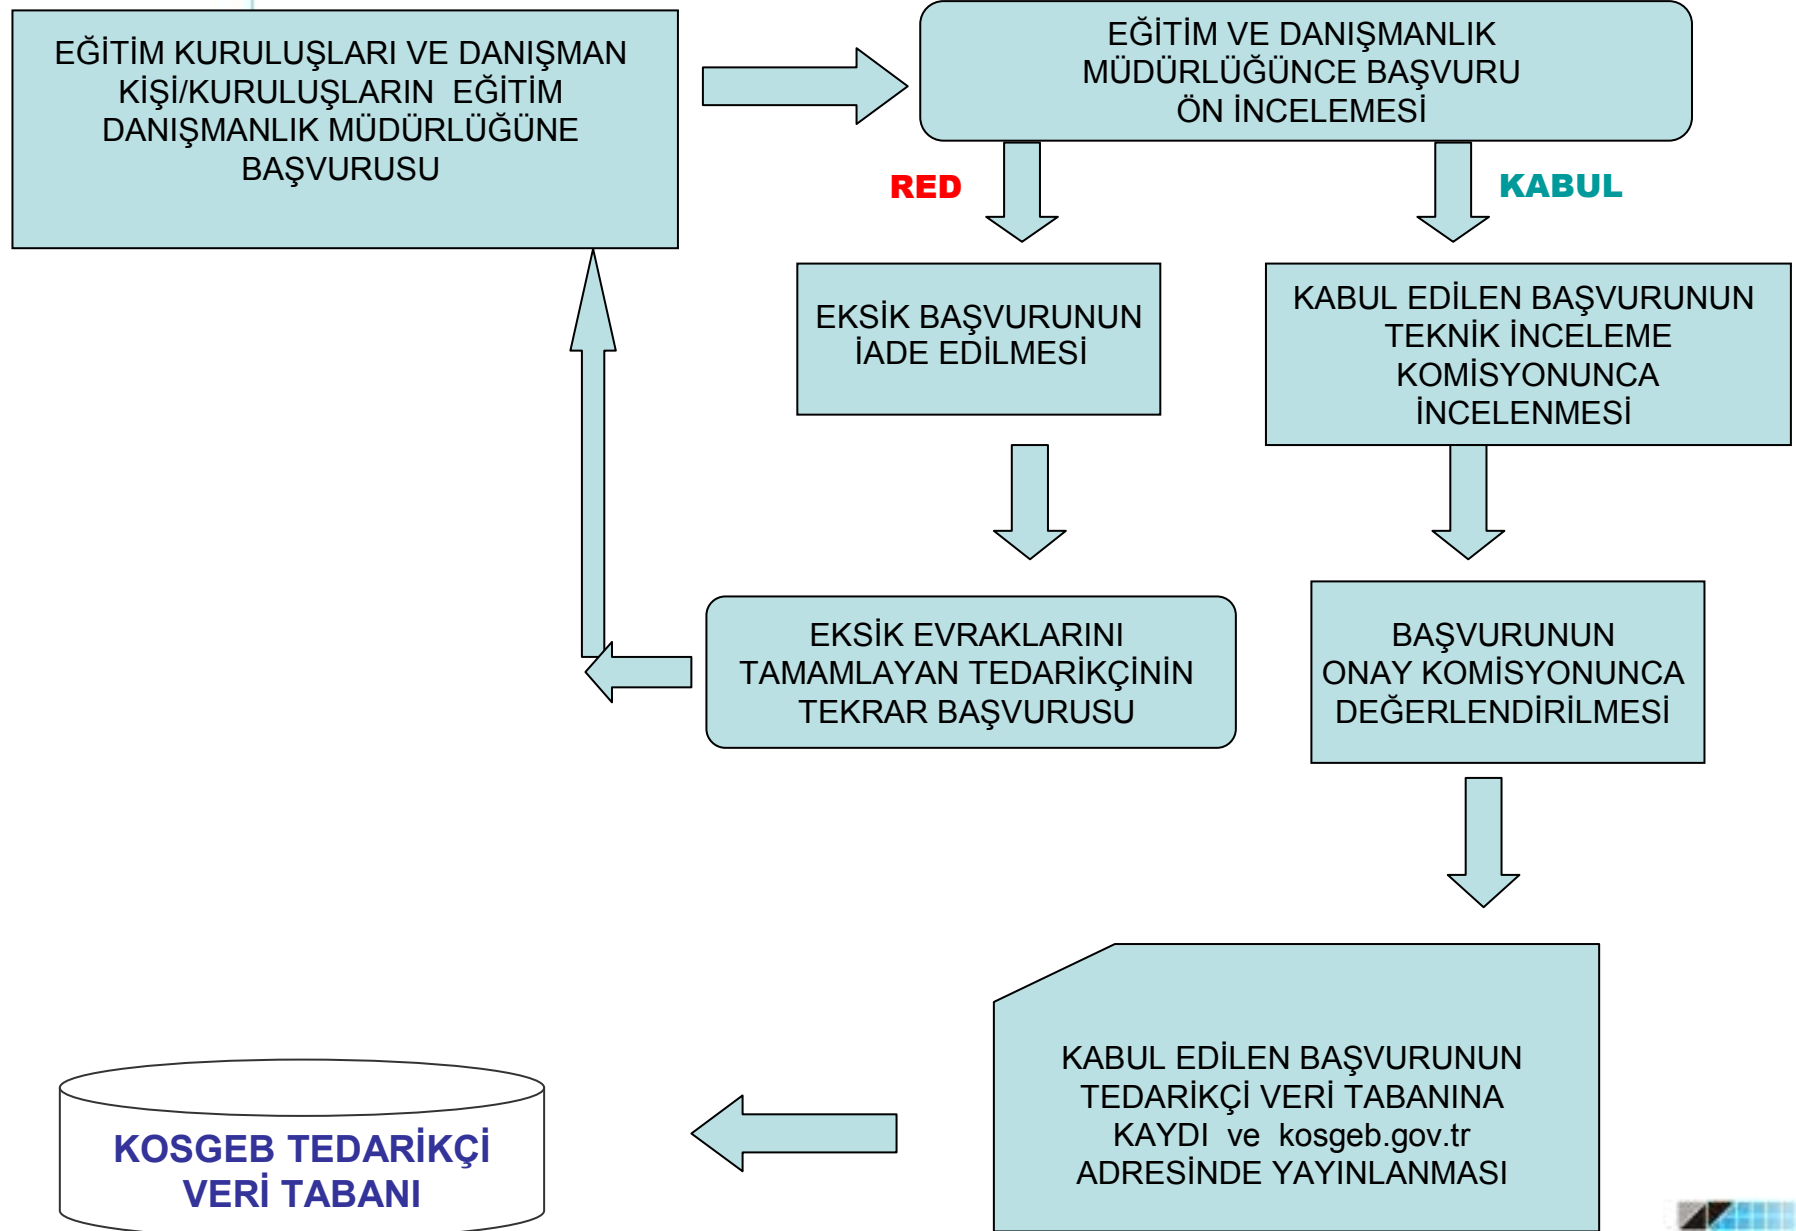 EĞİTİM KURULUŞLARI VE DANIŞMAN
KİŞİ/KURULUŞLARIN EĞİTİM
DANIŞMANLIK MÜDÜRLÜĞÜNE
BAŞVURUSU
EĞİTİM VE DANIŞMANLIK
MÜDÜRLÜĞÜNCE BAŞVURU
ÖN İNCELEMESİ
RED
KABUL
EKSİK BAŞVURUNUN
İADE EDİLMESİ
KABUL EDİLEN BAŞVURUNUN
TEKNİK İNCELEME
KOMİSYONUNCA
İNCELENMESİ
EKSİK EVRAKLARINI
TAMAMLAYAN TEDARİKÇİNİN
TEKRAR BAŞVURUSU
BAŞVURUNUN
ONAY KOMİSYONUNCA
DEĞERLENDİRİLMESİ
KABUL EDİLEN BAŞVURUNUN
TEDARİKÇİ VERİ TABANINA
KAYDI ve kosgeb.gov.tr
ADRESİNDE YAYINLANMASI
KOSGEB TEDARİKÇİ
VERİ TABANI